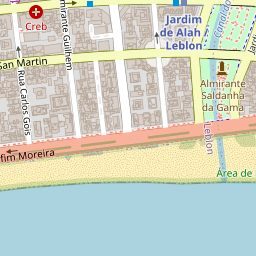 Creb
Jardim
de Alah
Leblon
San Martin
Almirante Guilhem
Rua Carlos Gois
Almirante
Saldanha
da Gama
Leblon
fim Moreira
Área de